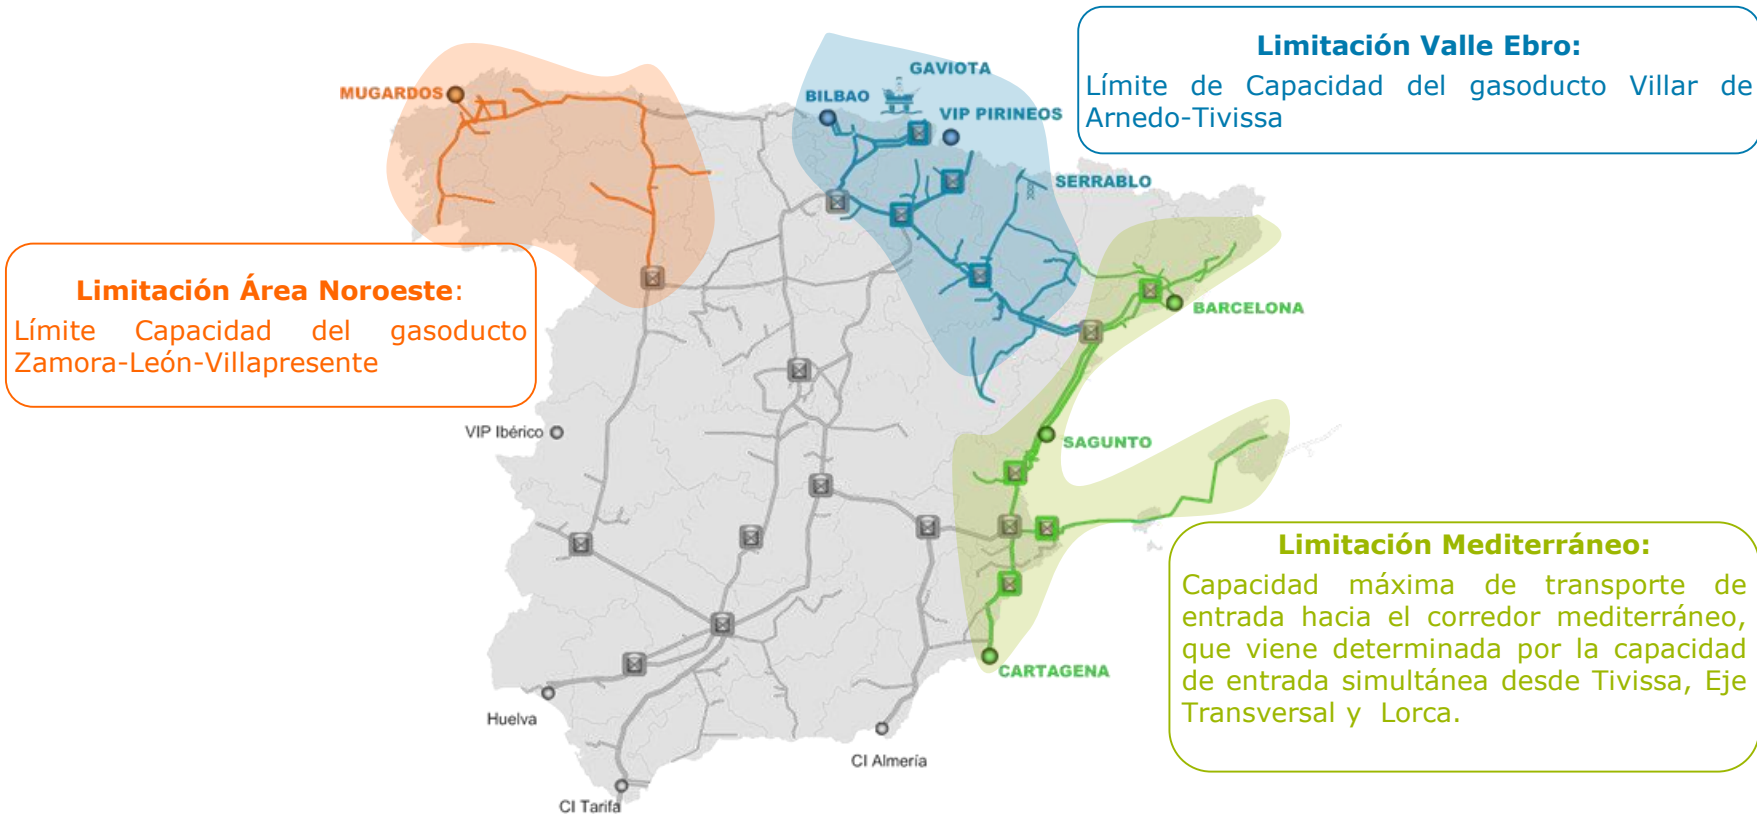 Limitación Valle Ebro:
Límite de Capacidad del gasoducto Villar de
Arnedo-Tivissa
GAVIOTA
MUGARDOS
BILBAO
VIP PIRINEOS
SERRABLO
Limitación Área Noroeste:
Límite Capacidad del gasoducto
Zamora-León-Villapresente
BARCELONA
VIP Ibérico
SAGUNTO
Limitación Mediterráneo:
Capacidad máxima de transporte de
entrada hacia el corredor mediterráneo,
que viene determinada por la capacidad
de entrada simultánea desde Tivissa, Eje
Transversal y Lorca.
CARTAGENA
Huelva
CI Almería
CI Tarifa